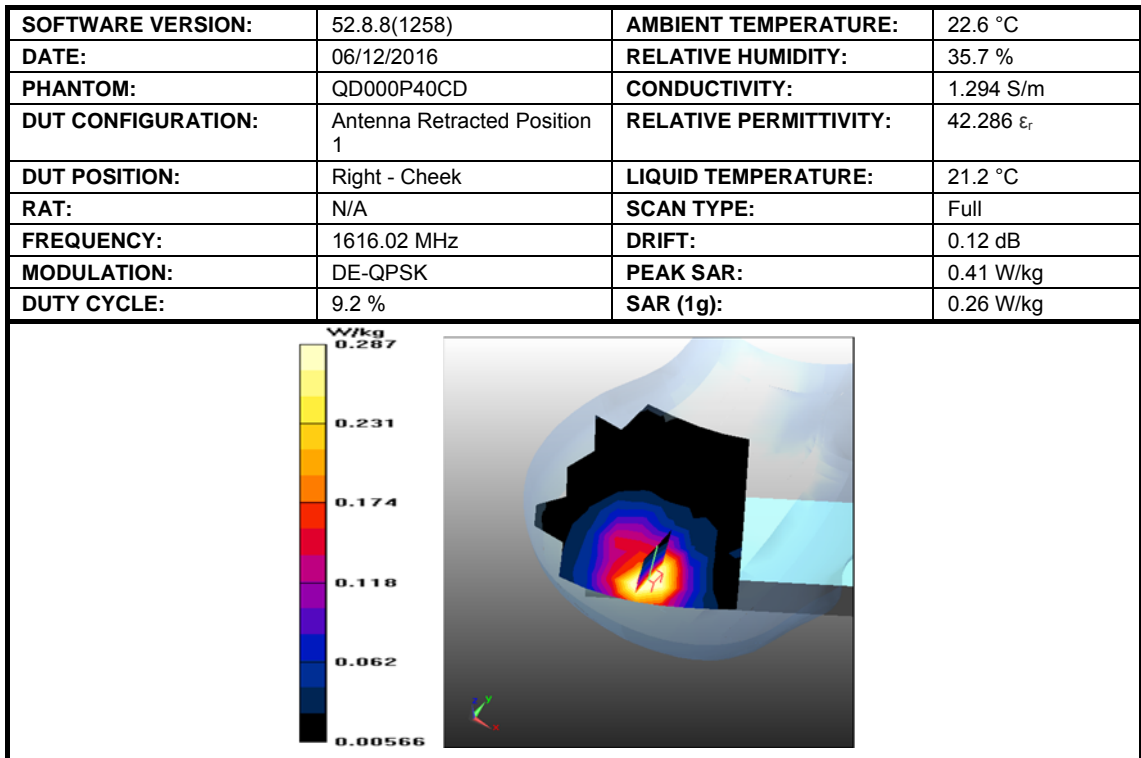 SOFTWARE VERSION: 52.8.8(1258) AMBIENT TEMPERATURE: 22.6 °C
DATE: 06/12/2016 RELATIVE HUMIDITY: 35.7 %
PHANTOM: QD000P40CD CONDUCTIVITY: 1.294 S/m
DUT CONFIGURATION: Antenna Retracted Position 1 RELATIVE PERMITTIVITY: 42.286 εr
DUT POSITION: Right - Cheek LIQUID TEMPERATURE: 21.2 °C
RAT: N/A SCAN TYPE: Full
FREQUENCY: 1616.02 MHz DRIFT: 0.12 dB
MODULATION: DE-QPSK PEAK SAR: 0.41 W/kg
DUTY CYCLE: 9.2 % SAR (1g): 0.26 W/kg
W/kg
0.287
0.231
0.174
0.118
0.062
0.00566
z y
x